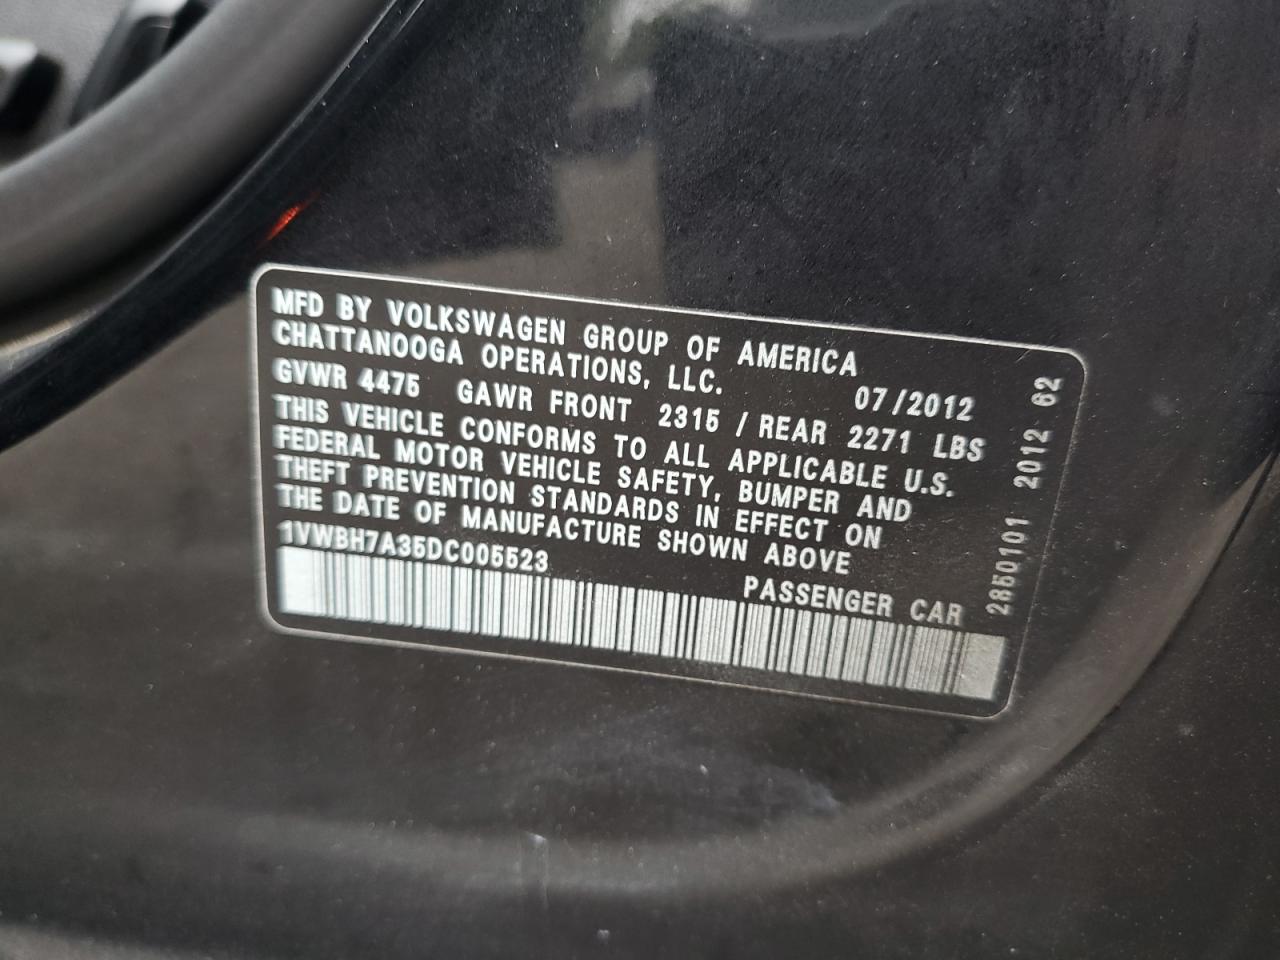 MFD BY VOLKSWAGEN GROUP OF AMERICA
CHATTANOOGA OPERATIONS, LLC. 07/2012
GVWR 4475 GAWR FRONT 2315 / REAR 2271 LBS
THIS VEHICLE CONFORMS TO ALL APPLICABLE U.S.
FEDERAL MOTOR VEHICLE SAFETY, BUMPER AND
THEFT PREVENTION STANDARDS IN EFFECT ON
THE DATE OF MANUFACTURE SHOWN ABOVE
1VWBH7A35DC005523
PASSENGER CAR
2850101 2012 62